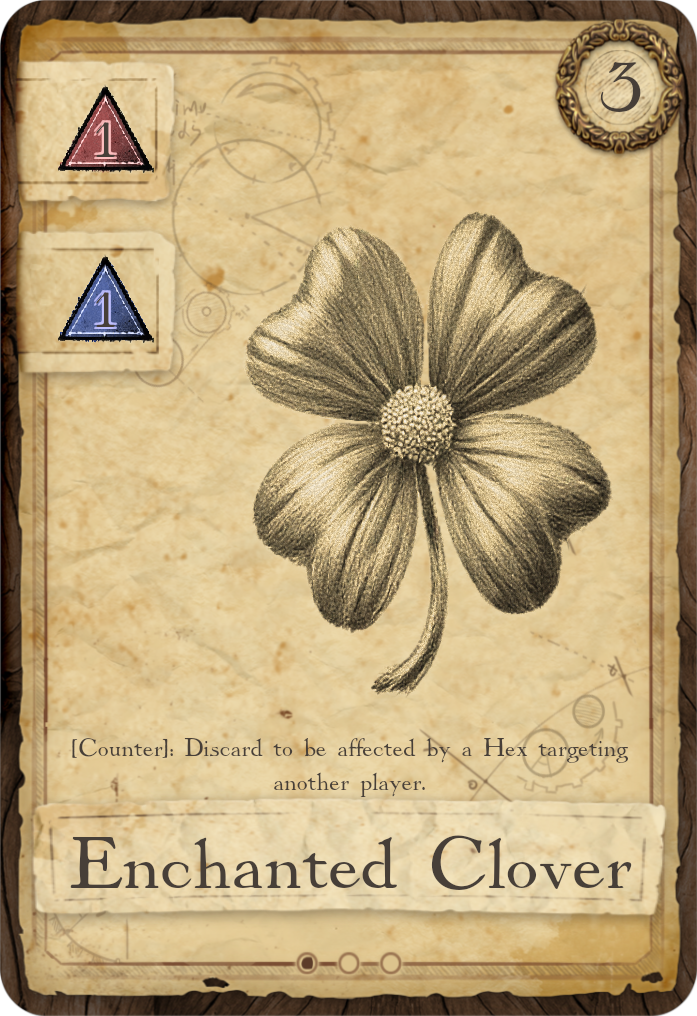 3
1
1
[Counter]: Discard to be affected by a Hex targeting
another player.
Enchanted Clover